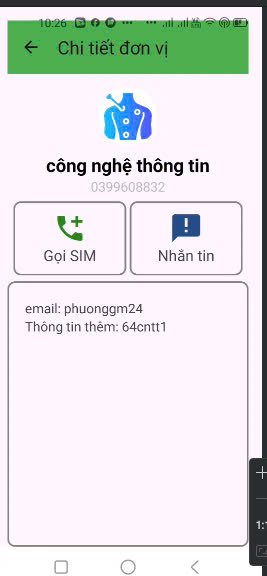 10:26
Chi tiết đơn vị
công nghệ thông tin
0399608832
Gọi SIM
Nhắn tin
email: phuonggm24
Thông tin thêm: 64cntt1